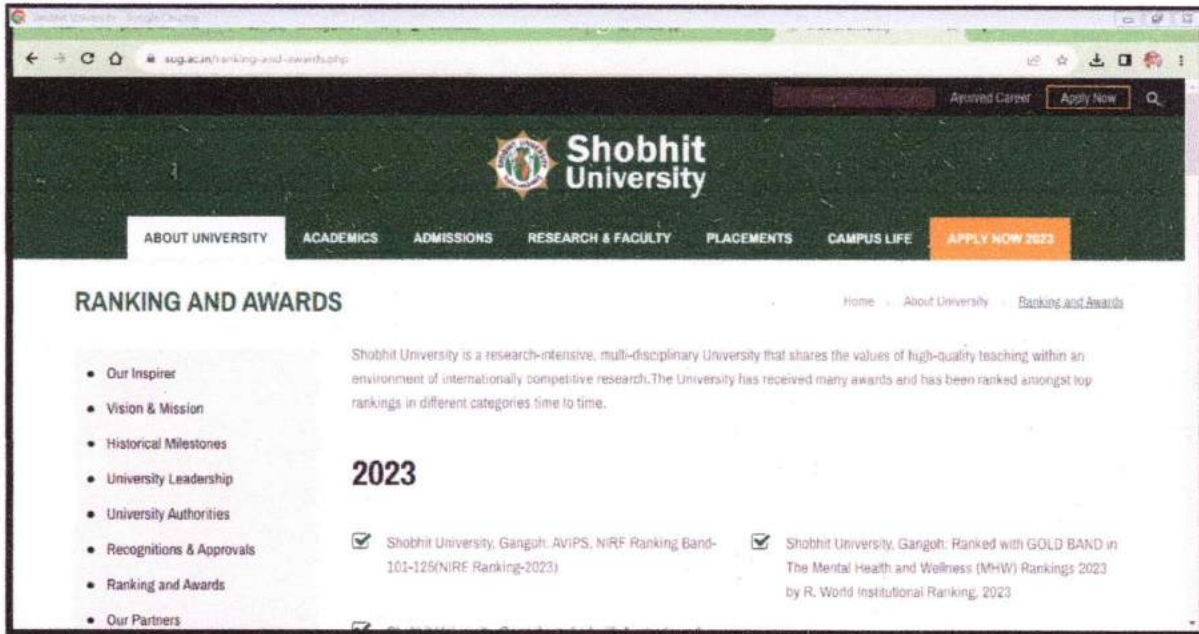 Shobhit University - Google Chrome
sug.ac.in/ranking-and-awards.php
Ayurved Career
Apply Now
Shobhit
University
ABOUT UNIVERSITY
ACADEMICS
ADMISSIONS
RESEARCH & FACULTY
PLACEMENTS
CAMPUS LIFE
APPLY NOW 2023
RANKING AND AWARDS
Home
About University
Ranking and Awards
Our Inspirer
Vision & Mission
Historical Milestones
University Leadership
University Authorities
Recognitions & Approvals
Ranking and Awards
Our Partners
Shobhit University is a research-intensive, multi-disciplinary University that shares the values of high-quality teaching within an
environment of internationally competitive research.The University has received many awards and has been ranked amongst top
rankings in different categories time to time.
2023
Shobhit University, Gangoh: AVIPS, NIRF Ranking Band-
101-125(NIRF Ranking-2023)
Shobhit University, Gangoh: Ranked with GOLD BAND in
The Mental Health and Wellness (MHW) Rankings 2023
by R. World Institutional Ranking, 2023